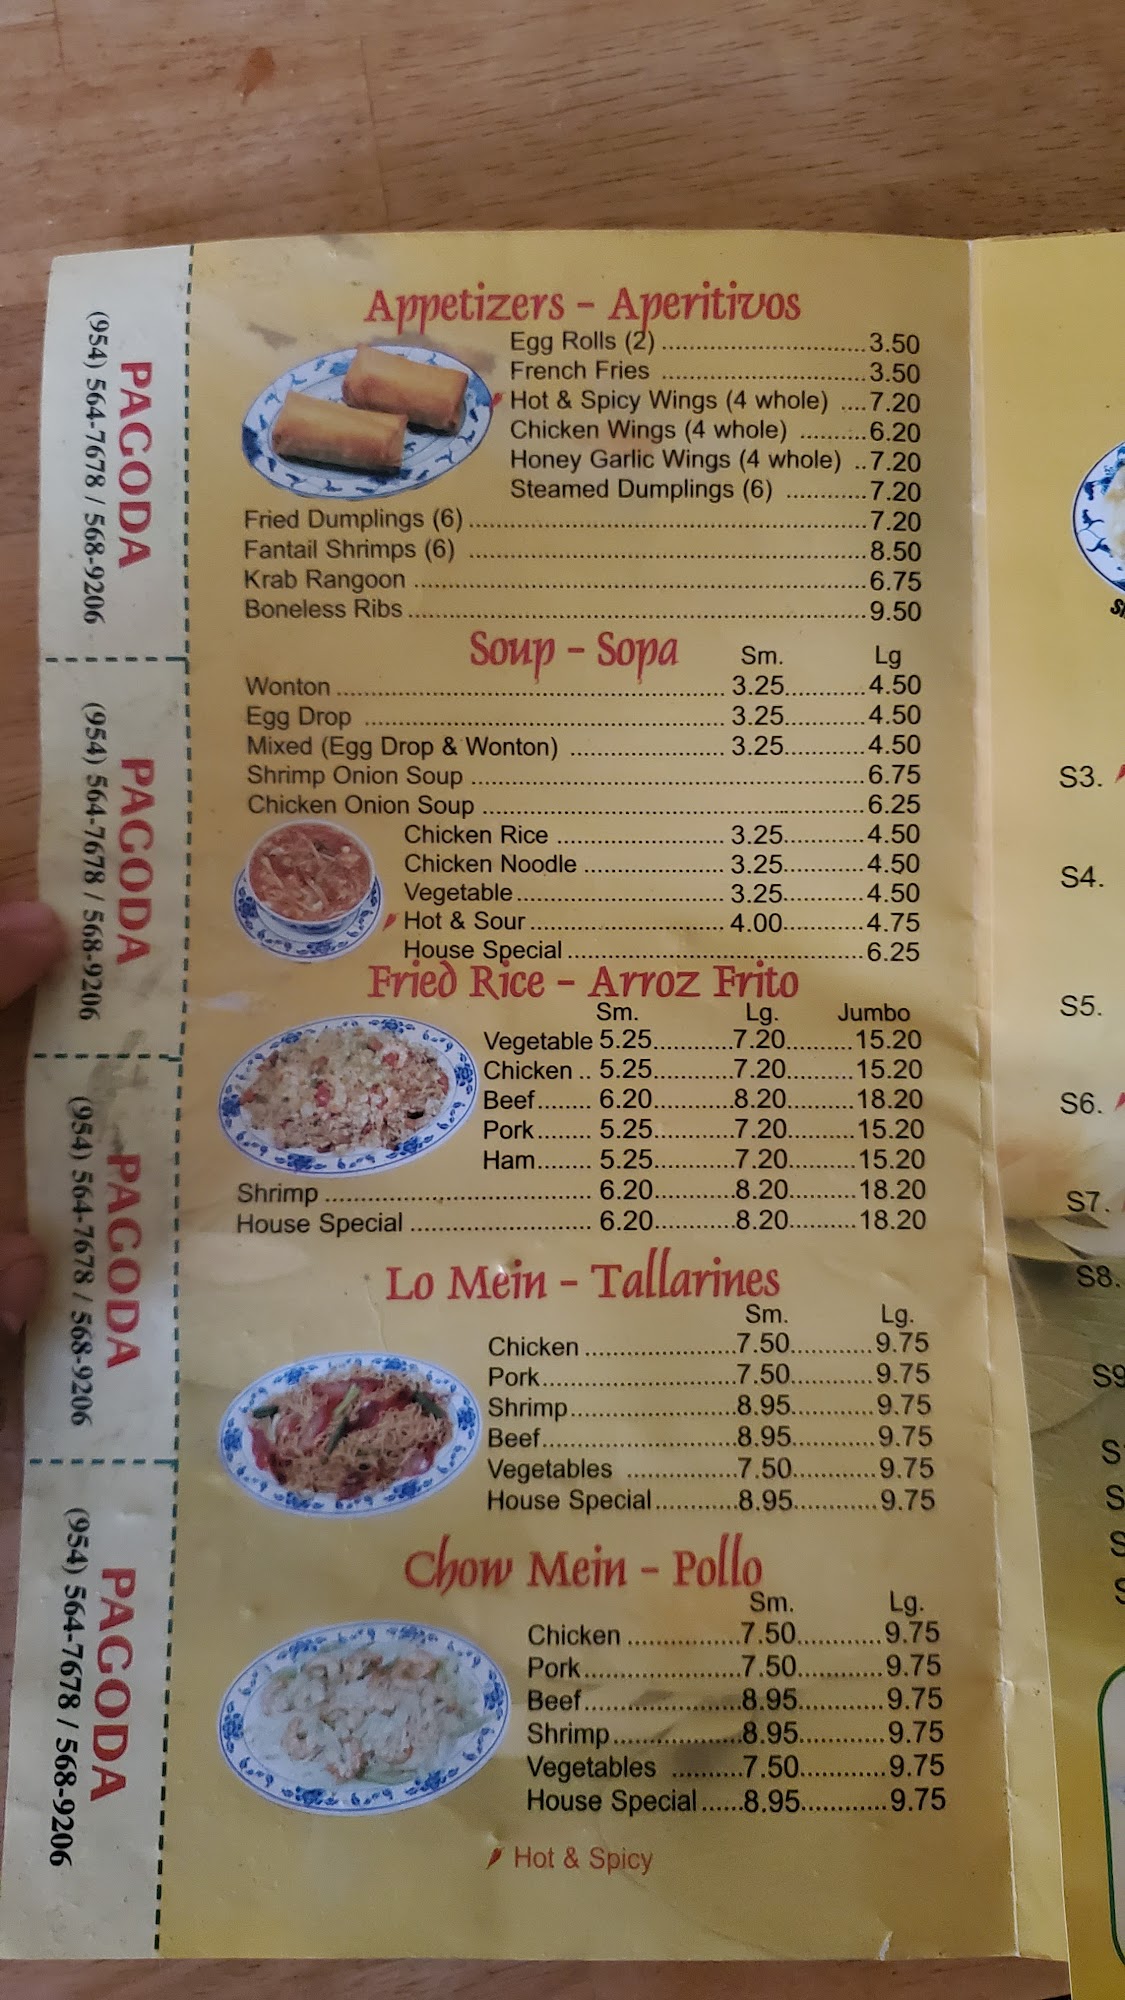 Appetizers - Aperitivos
Egg Rolls (2) ............................ 3.50
French Fries ............................ 3.50
Hot & Spicy Wings (4 whole) .... 7.20
Chicken Wings (4 whole) .......... 6.20
Honey Garlic Wings (4 whole) .. 7.20
Steamed Dumplings (6) ............ 7.20
Fried Dumplings (6) ............................ 7.20
Fantail Shrimps (6) ............................ 8.50
Krab Rangoon ............................ 6.75
Boneless Ribs ............................ 9.50
Soup - Sopa
Sm. Lg
Wonton ............................ 3.25............ 4.50
Egg Drop ............................ 3.25............ 4.50
Mixed (Egg Drop & Wonton) .................... 3.25............ 4.50
Shrimp Onion Soup ............................ 6.75
Chicken Onion Soup ............................ 6.25
Chicken Rice ...................... 3.25............ 4.50
Chicken Noodle .................. 3.25............ 4.50
Vegetable ............................ 3.25............ 4.50
Hot & Sour .......................... 4.00............ 4.75
House Special ............................ 6.25
Fried Rice - Arroz Frito
Sm. Lg. Jumbo
Vegetable 5.25............7.20..........15.20
Chicken .. 5.25............7.20..........15.20
Beef........ 6.20............8.20..........18.20
Pork........ 5.25............7.20..........15.20
Ham........ 5.25............7.20..........15.20
Shrimp ............................ 6.20............8.20..........18.20
House Special ............................ 6.20............8.20..........18.20
Lo Mein - Tallarines
Sm. Lg.
Chicken ......................7.50............9.75
Pork............................7.50............9.75
Shrimp........................8.95............9.75
Beef............................8.95............9.75
Vegetables ................7.50............9.75
House Special............8.95............9.75
Chow Mein - Pollo
Sm. Lg.
Chicken .................7.50............9.75
Pork.......................7.50............9.75
Beef.......................8.95............9.75
Shrimp...................8.95............9.75
Vegetables ..........7.50............9.75
House Special......8.95............9.75
Hot & Spicy
PAGODA
(954) 564-7678 / 568-9206
PAGODA
(954) 564-7678 / 568-9206
PAGODA
(954) 564-7678 / 568-9206
PAGODA
(954) 564-7678 / 568-9206
S3.
S4.
S5.
S6.
S7.
S8.
S9